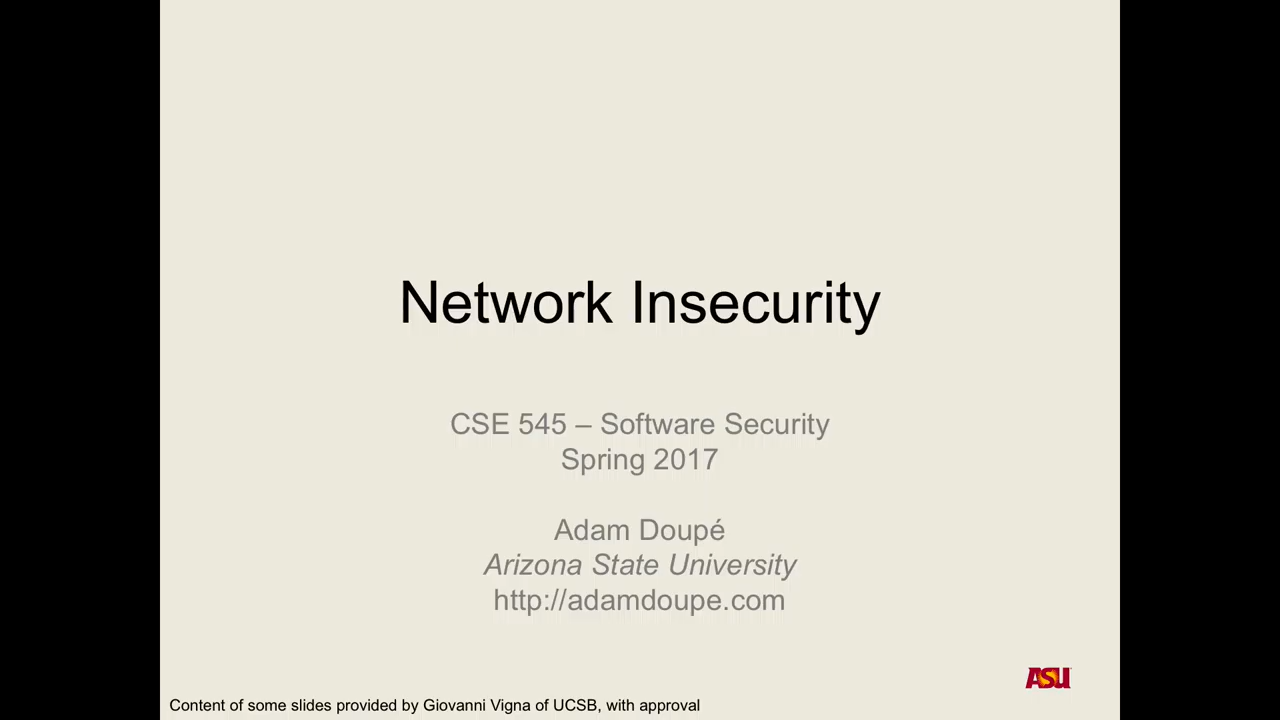 Network Insecurity
CSE 545 – Software Security
Spring 2017
Adam Doupé
Arizona State University
http://adamdoupe.com
ASU
Content of some slides provided by Giovanni Vigna of UCSB, with approval